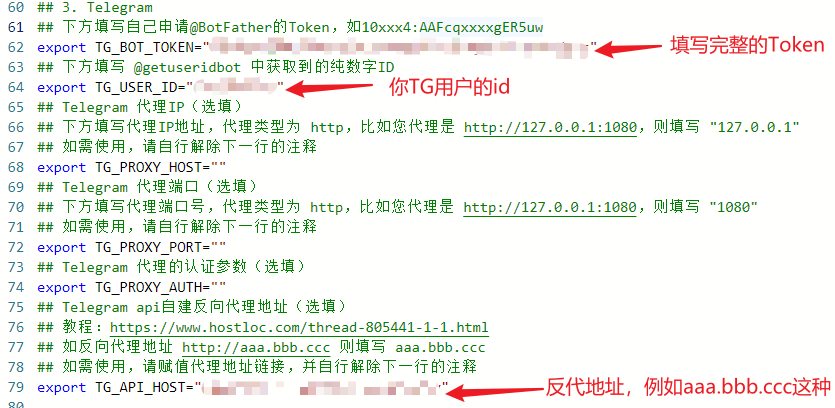 60 ## 3. Telegram
61 ## 下方填写自己申请@BotFather的Token，如10xxx4:AAFcqxxxxgER5uw
62 export TG_BOT_TOKEN="" 填写完整的Token
63 ## 下方填写 @getuseridbot 中获取到的纯数字ID
64 export TG_USER_ID="" 你TG用户的id
65 ## Telegram 代理IP（选填）
66 ## 下方填写代理IP地址，代理类型为 http，比如您代理是 http://127.0.0.1:1080，则填写 "127.0.0.1"
67 ## 如需使用，请自行解除下一行的注释
68 export TG_PROXY_HOST=""
69 ## Telegram 代理端口（选填）
70 ## 下方填写代理端口号，代理类型为 http，比如您代理是 http://127.0.0.1:1080，则填写 "1080"
71 ## 如需使用，请自行解除下一行的注释
72 export TG_PROXY_PORT=""
73 ## Telegram 代理的认证参数（选填）
74 export TG_PROXY_AUTH=""
75 ## Telegram api自建反向代理地址（选填）
76 ## 教程：https://www.hostloc.com/thread-805441-1-1.html
77 ## 如反向代理地址 http://aaa.bbb.ccc 则填写 aaa.bbb.ccc
78 ## 如需使用，请赋值代理地址链接，并自行解除下一行的注释
79 export TG_API_HOST="" 反代地址，例如aaa.bbb.ccc这种